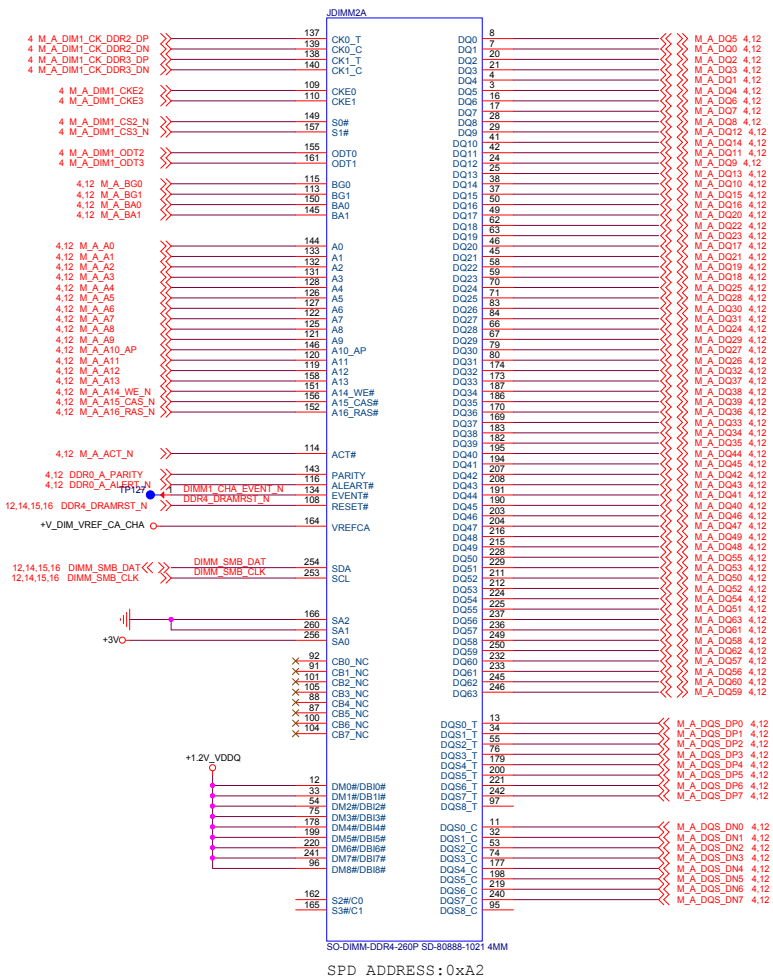 JDIMM2A
4 M_A_DIM1_CK_DDR2_DP 137 CK0_T
4 M_A_DIM1_CK_DDR2_DN 139 CK0_C
4 M_A_DIM1_CK_DDR3_DP 138 CK1_T
4 M_A_DIM1_CK_DDR3_DN 140 CK1_C
4 M_A_DIM1_CKE2 109 CKE0
4 M_A_DIM1_CKE3 110 CKE1
4 M_A_DIM1_CS2_N 149 S0#
4 M_A_DIM1_CS3_N 157 S1#
4 M_A_DIM1_ODT2 155 ODT0
4 M_A_DIM1_ODT3 161 ODT1
4,12 M_A_BG0 115 BG0
4,12 M_A_BG1 113 BG1
4,12 M_A_BA0 150 BA0
4,12 M_A_BA1 145 BA1
4,12 M_A_A0 144 A0
4,12 M_A_A1 133 A1
4,12 M_A_A2 132 A2
4,12 M_A_A3 131 A3
4,12 M_A_A4 128 A4
4,12 M_A_A5 126 A5
4,12 M_A_A6 127 A6
4,12 M_A_A7 122 A7
4,12 M_A_A8 125 A8
4,12 M_A_A9 121 A9
4,12 M_A_A10_AP 146 A10_AP
4,12 M_A_A11 120 A11
4,12 M_A_A12 119 A12
4,12 M_A_A13 158 A13
4,12 M_A_A14_WE_N 151 A14_WE#
4,12 M_A_A15_CAS_N 156 A15_CAS#
4,12 M_A_A16_RAS_N 152 A16_RAS#
4,12 M_A_ACT_N 114 ACT#
4,12 DDR0_A_PARITY 143 PARITY
4,12 DDR0_A_ALERT_N 116 ALEART#
TP127 1 DIMM1_CHA_EVENT_N 134 EVENT#
12,14,15,16 DDR4_DRAMRST_N DDR4_DRAMRST_N 108 RESET#
+V_DIM_VREF_CA_CHA 164 VREFCA
12,14,15,16 DIMM_SMB_DAT DIMM_SMB_DAT 254 SDA
12,14,15,16 DIMM_SMB_CLK DIMM_SMB_CLK 253 SCL
166 SA2
260 SA1
+3V 256 SA0
92 CB0_NC
91 CB1_NC
101 CB2_NC
105 CB3_NC
88 CB4_NC
87 CB5_NC
100 CB6_NC
104 CB7_NC
+1.2V_VDDQ
12 DM0#/DBI0#
33 DM1#/DBI1#
54 DM2#/DBI2#
75 DM3#/DBI3#
178 DM4#/DBI4#
199 DM5#/DBI5#
220 DM6#/DBI6#
241 DM7#/DBI7#
96 DM8#/DBI8#
162 S2#/C0
165 S3#/C1
DQ0 8 M_A_DQ5 4,12
DQ1 7 M_A_DQ0 4,12
DQ2 20 M_A_DQ2 4,12
DQ3 21 M_A_DQ3 4,12
DQ4 4 M_A_DQ1 4,12
DQ5 3 M_A_DQ4 4,12
DQ6 16 M_A_DQ6 4,12
DQ7 17 M_A_DQ7 4,12
DQ8 28 M_A_DQ8 4,12
DQ9 29 M_A_DQ12 4,12
DQ10 41 M_A_DQ14 4,12
DQ11 42 M_A_DQ11 4,12
DQ12 24 M_A_DQ9 4,12
DQ13 25 M_A_DQ13 4,12
DQ14 38 M_A_DQ10 4,12
DQ15 37 M_A_DQ15 4,12
DQ16 50 M_A_DQ16 4,12
DQ17 49 M_A_DQ20 4,12
DQ18 62 M_A_DQ22 4,12
DQ19 63 M_A_DQ23 4,12
DQ20 46 M_A_DQ17 4,12
DQ21 45 M_A_DQ21 4,12
DQ22 58 M_A_DQ19 4,12
DQ23 59 M_A_DQ18 4,12
DQ24 70 M_A_DQ25 4,12
DQ25 71 M_A_DQ28 4,12
DQ26 83 M_A_DQ30 4,12
DQ27 84 M_A_DQ31 4,12
DQ28 66 M_A_DQ24 4,12
DQ29 67 M_A_DQ29 4,12
DQ30 79 M_A_DQ27 4,12
DQ31 80 M_A_DQ26 4,12
DQ32 174 M_A_DQ32 4,12
DQ33 173 M_A_DQ37 4,12
DQ34 187 M_A_DQ38 4,12
DQ35 186 M_A_DQ39 4,12
DQ36 170 M_A_DQ36 4,12
DQ37 169 M_A_DQ33 4,12
DQ38 183 M_A_DQ34 4,12
DQ39 182 M_A_DQ35 4,12
DQ40 195 M_A_DQ44 4,12
DQ41 194 M_A_DQ45 4,12
DQ42 207 M_A_DQ42 4,12
DQ43 208 M_A_DQ43 4,12
DQ44 191 M_A_DQ41 4,12
DQ45 190 M_A_DQ40 4,12
DQ46 203 M_A_DQ46 4,12
DQ47 204 M_A_DQ47 4,12
DQ48 216 M_A_DQ49 4,12
DQ49 215 M_A_DQ48 4,12
DQ50 228 M_A_DQ55 4,12
DQ51 229 M_A_DQ53 4,12
DQ52 211 M_A_DQ50 4,12
DQ53 212 M_A_DQ52 4,12
DQ54 224 M_A_DQ54 4,12
DQ55 225 M_A_DQ51 4,12
DQ56 237 M_A_DQ63 4,12
DQ57 236 M_A_DQ61 4,12
DQ58 249 M_A_DQ58 4,12
DQ59 250 M_A_DQ62 4,12
DQ60 232 M_A_DQ57 4,12
DQ61 233 M_A_DQ56 4,12
DQ62 245 M_A_DQ60 4,12
DQ63 246 M_A_DQ59 4,12
DQS0_T 13 M_A_DQS_DP0 4,12
DQS1_T 34 M_A_DQS_DP1 4,12
DQS2_T 55 M_A_DQS_DP2 4,12
DQS3_T 76 M_A_DQS_DP3 4,12
DQS4_T 179 M_A_DQS_DP4 4,12
DQS5_T 200 M_A_DQS_DP5 4,12
DQS6_T 221 M_A_DQS_DP6 4,12
DQS7_T 242 M_A_DQS_DP7 4,12
DQS8_T 97
DQS0_C 11 M_A_DQS_DN0 4,12
DQS1_C 32 M_A_DQS_DN1 4,12
DQS2_C 53 M_A_DQS_DN2 4,12
DQS3_C 74 M_A_DQS_DN3 4,12
DQS4_C 177 M_A_DQS_DN4 4,12
DQS5_C 198 M_A_DQS_DN5 4,12
DQS6_C 219 M_A_DQS_DN6 4,12
DQS7_C 240 M_A_DQS_DN7 4,12
DQS8_C 95
SO-DIMM-DDR4-260P SD-80888-1021 4MM
SPD ADDRESS:0xA2